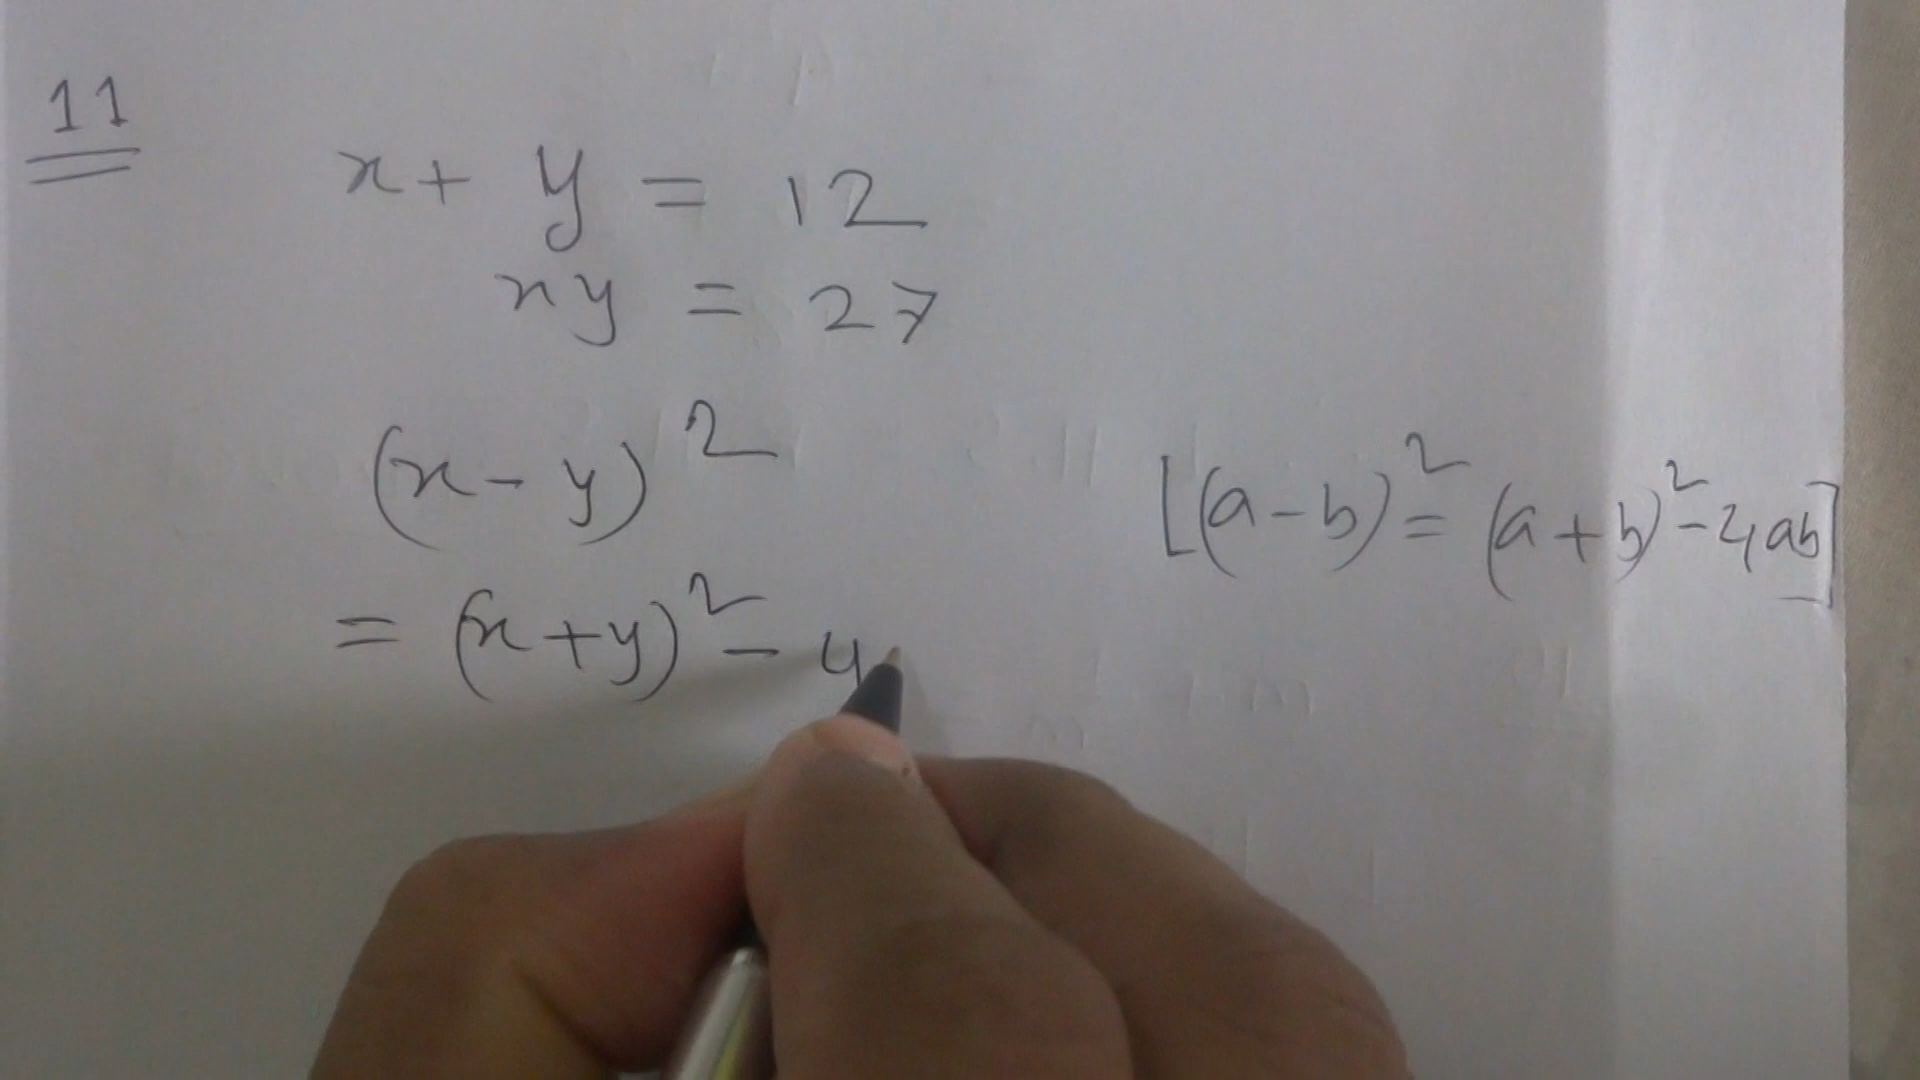 11
x + y = 12
xy = 27
(x - y)²
[(a - b)² = (a + b)² - 4ab]
= (x + y)² - 4